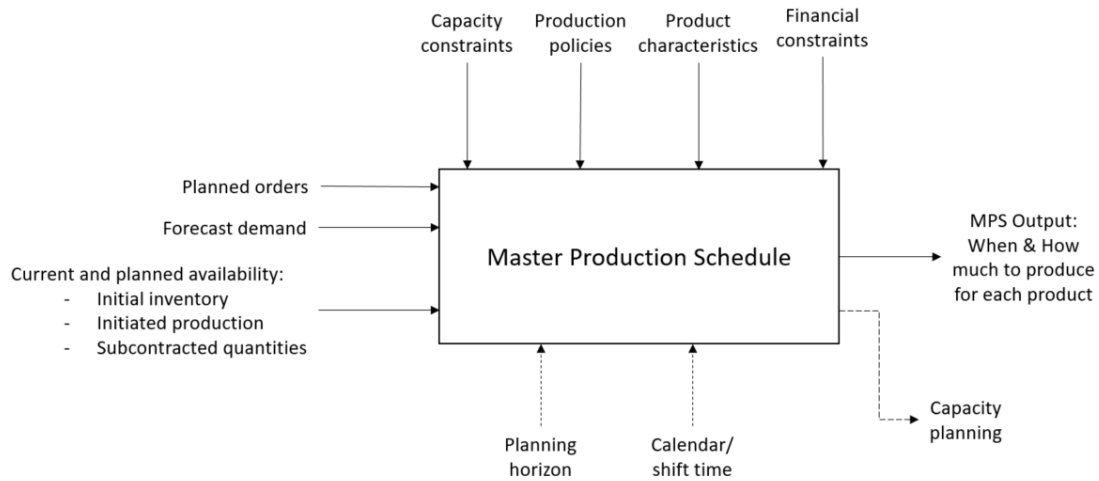 Capacity
constraints
Production
policies
Product
characteristics
Financial
constraints
Planned orders
Forecast demand
Current and planned availability:
- Initial inventory
- Initiated production
- Subcontracted quantities
Master Production Schedule
MPS Output:
When & How
much to produce
for each product
Capacity
planning
Planning
horizon
Calendar/
shift time